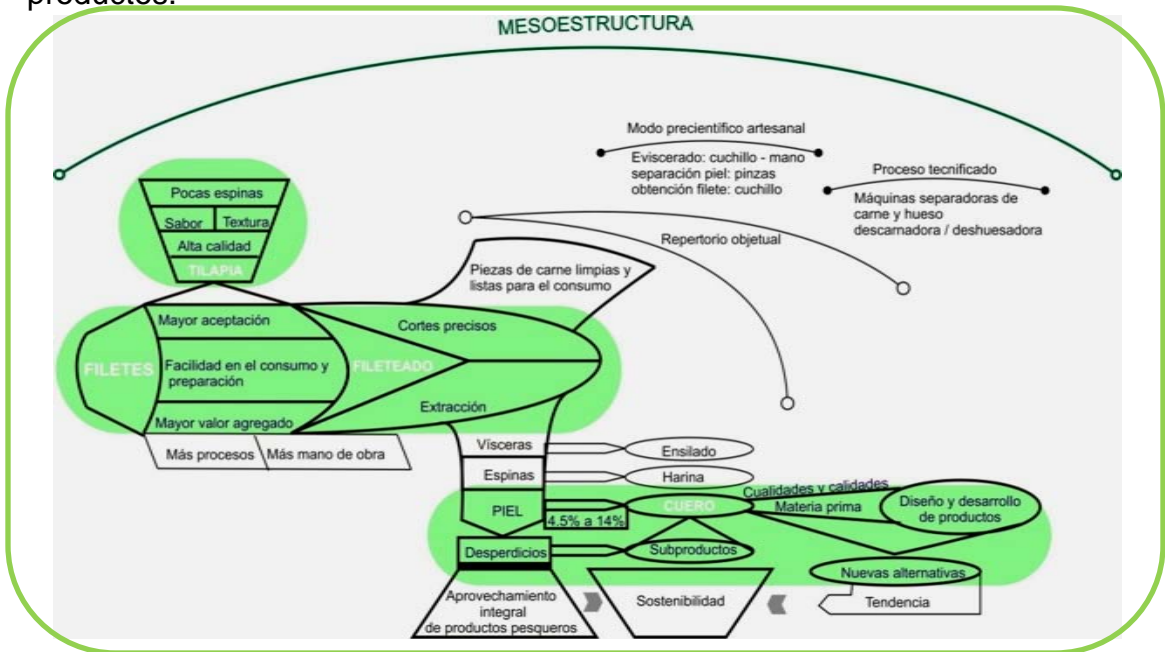 productos.
MESOESTRUCTURA
Modo precientífico artesanal
Eviscerado: cuchillo - mano
separación piel: pinzas
obtención filete: cuchillo
Proceso tecnificado
Máquinas separadoras de
carne y hueso
descarnadora / deshuesadora
Repertorio objetual
Pocas espinas
Sabor
Textura
Alta calidad
TILAPIA
Piezas de carne limpias y
listas para el consumo
FILETES
Mayor aceptación
Facilidad en el consumo y
preparación
Mayor valor agregado
FILETEADO
Cortes precisos
Extracción
Más procesos
Más mano de obra
Vísceras
Ensilado
Espinas
Harina
PIEL
4.5% a 14%
CUERO
Cualidades y calidades
Materia prima
Diseño y desarrollo
de productos
Desperdicios
Subproductos
Nuevas alternativas
Tendencia
Aprovechamiento
integral
de productos pesqueros
Sostenibilidad